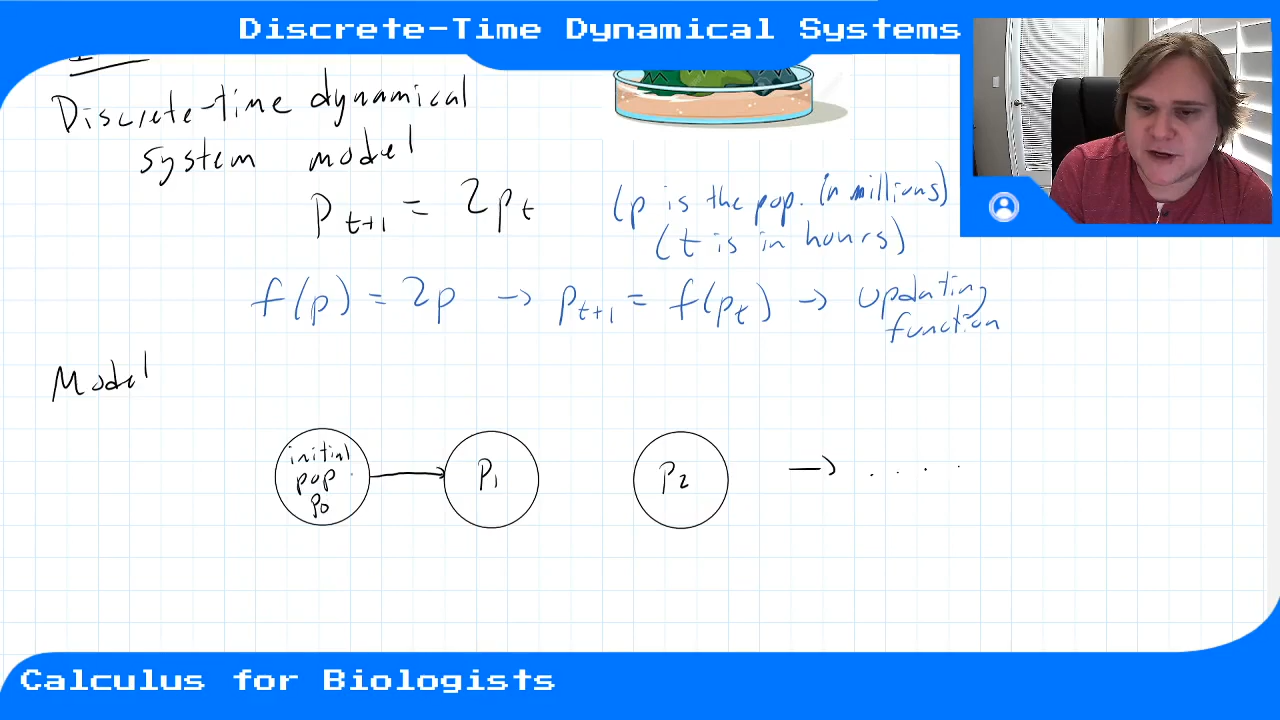 Discrete-Time Dynamical Systems
Discrete-time dynamical
system model
P_{t+1} = 2p_t
(p is the pop. (in millions)
(t is in hours)
f(p) = 2p → p_{t+1} = f(p_t) → updating
function
Model
initial
pop
p_0
P_1
P_2
→ . . . .
Calculus for Biologists